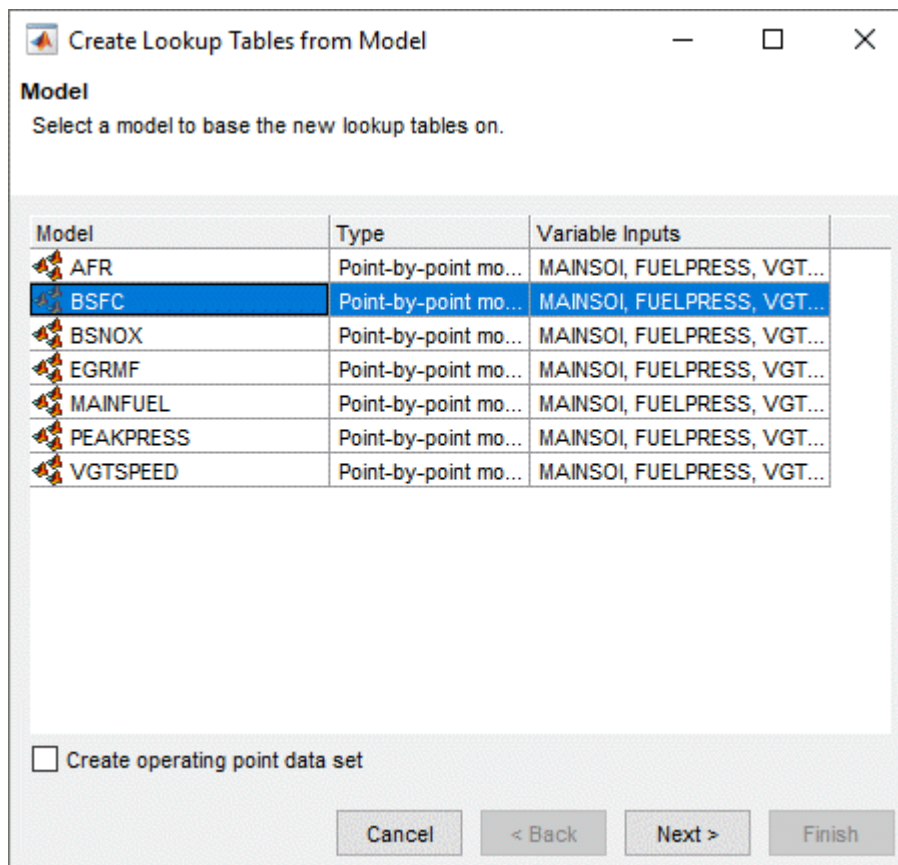 Create Lookup Tables from Model
Model
Select a model to base the new lookup tables on.
Model Type Variable Inputs
AFR Point-by-point mo... MAINSOI, FUELPRESS, VGT...
BSFC Point-by-point mo... MAINSOI, FUELPRESS, VGT...
BSNOX Point-by-point mo... MAINSOI, FUELPRESS, VGT...
EGRMF Point-by-point mo... MAINSOI, FUELPRESS, VGT...
MAINFUEL Point-by-point mo... MAINSOI, FUELPRESS, VGT...
PEAKPRESS Point-by-point mo... MAINSOI, FUELPRESS, VGT...
VGTSPEED Point-by-point mo... MAINSOI, FUELPRESS, VGT...
Create operating point data set
Cancel < Back Next > Finish